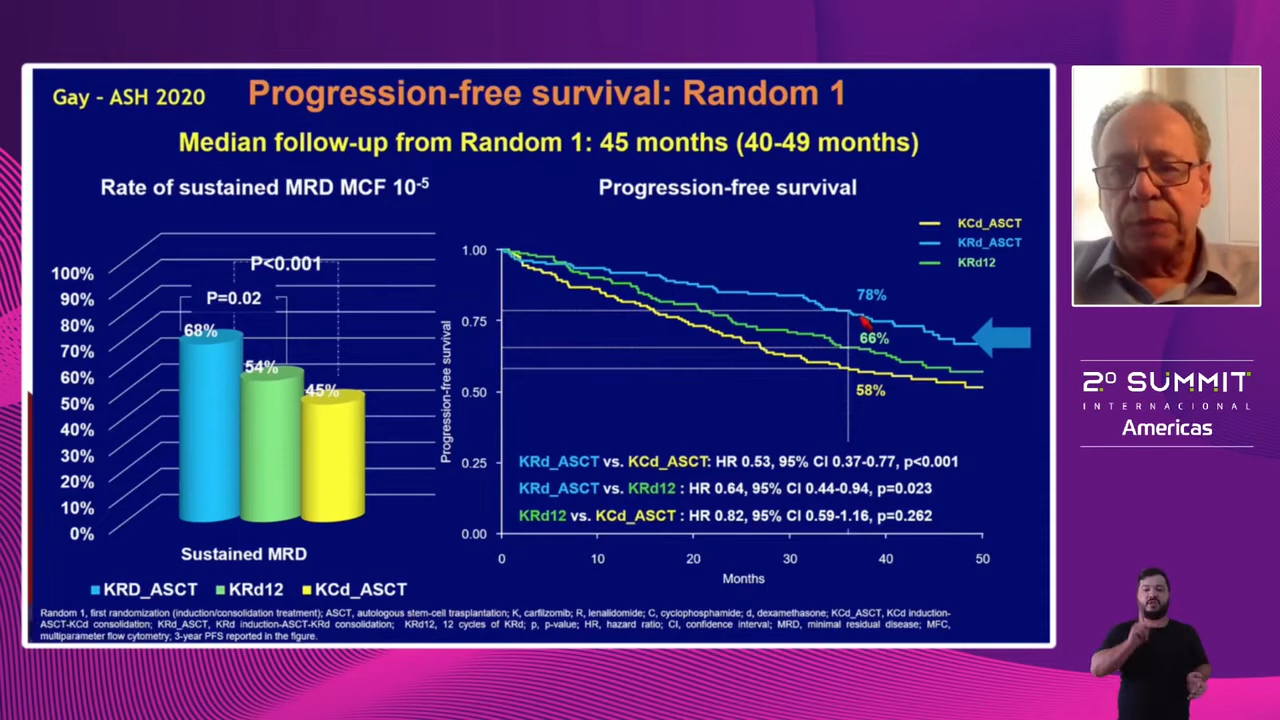 Gay - ASH 2020
Progression-free survival: Random 1
Median follow-up from Random 1: 45 months (40-49 months)
Rate of sustained MRD MCF 10-5
100%
90%
80%
70%
60%
50%
40%
30%
20%
10%
0%
P<0.001
P=0.02
68%
54%
45%
Sustained MRD
KRD_ASCT KRd12 KCd_ASCT
Progression-free survival
KCd_ASCT
KRd_ASCT
KRd12
Progression-free survival
1.00
0.75
0.50
0.25
0.00
78%
66%
58%
KRd_ASCT vs. KCd_ASCT: HR 0.53, 95% CI 0.37-0.77, p<0.001
KRd_ASCT vs. KRd12 : HR 0.64, 95% CI 0.44-0.94, p=0.023
KRd12 vs. KCd_ASCT : HR 0.82, 95% CI 0.59-1.16, p=0.262
0 10 20 30 40 50
Months
Random 1, first randomization (induction/consolidation treatment); ASCT, autologous stem-cell trasplantation; K, carfilzomib; R, lenalidomide; C, cyclophosphamide; d, dexamethasone; KCd_ASCT, KCd induction-
ASCT-KCd consolidation; KRd_ASCT, KRd induction-ASCT-KRd consolidation; KRd12, 12 cycles of KRd; p, p-value; HR, hazard ratio; CI, confidence interval; MRD, minimal residual disease; MFC,
multiparameter flow cytometry; 3-year PFS reported in the figure.
2º SUMMIT
INTERNACIONAL
Americas